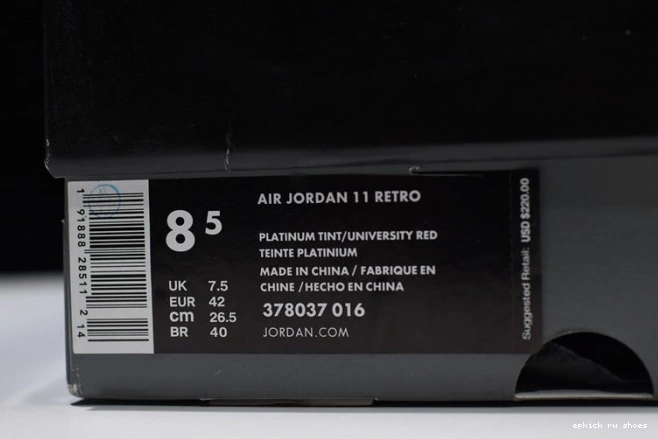 1 91888 28511 2 14
8 5
UK 7.5
EUR 42
cm 26.5
BR 40
AIR JORDAN 11 RETRO
PLATINUM TINT/UNIVERSITY RED
TEINTE PLATINIUM
MADE IN CHINA / FABRIQUE EN
CHINE / HECHO EN CHINA
378037 016
JORDAN.COM
Suggested Retail: USD $220.00
epkick ru shoes